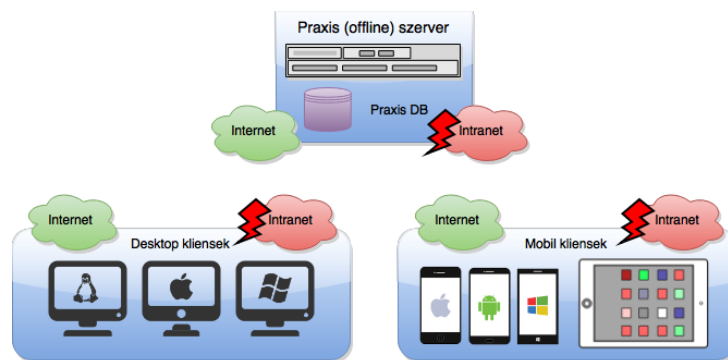 Praxis (offline) szerver
Praxis DB
Internet
Intranet
Internet
Intranet
Desktop kliensek
Internet
Intranet
Mobil kliensek